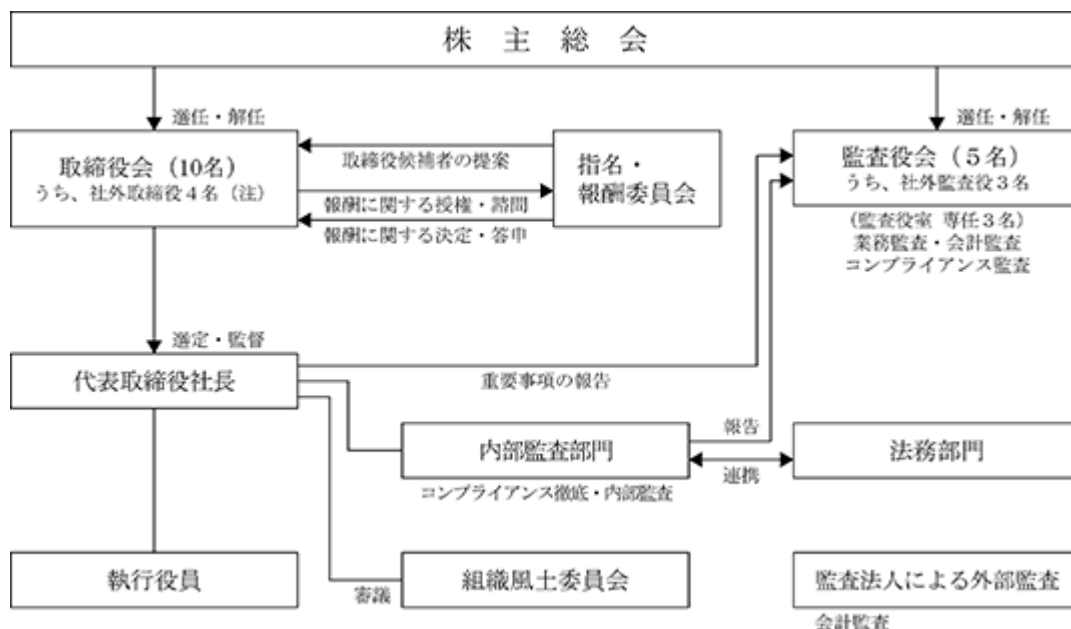 株主総会
選任・解任
選任・解任
取締役会（10名）
うち、社外取締役４名（注）
取締役候補者の提案
報酬に関する授権・諮問
報酬に関する決定・答申
指名・
報酬委員会
監査役会（５名）
うち、社外監査役３名
（監査役室 専任３名）
業務監査・会計監査
コンプライアンス監査
選定・監督
代表取締役社長
重要事項の報告
内部監査部門
コンプライアンス徹底・内部監査
報告
連携
法務部門
執行役員
審議
組織風土委員会
監査法人による外部監査
会計監査